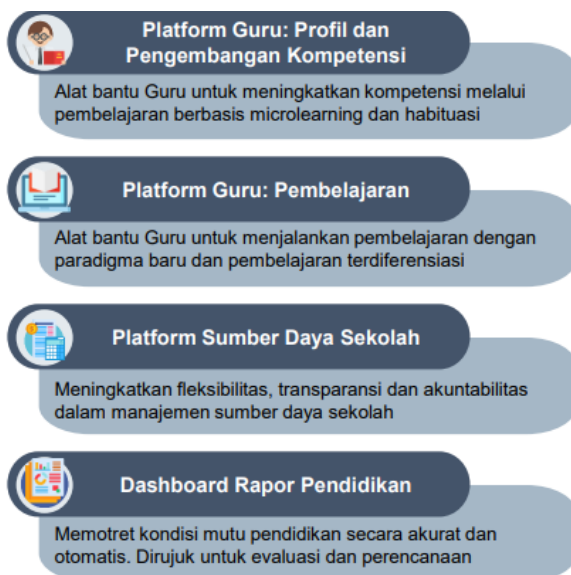 Platform Guru: Profil dan
Pengembangan Kompetensi
Alat bantu Guru untuk meningkatkan kompetensi melalui
pembelajaran berbasis microlearning dan habituasi
Platform Guru: Pembelajaran
Alat bantu Guru untuk menjalankan pembelajaran dengan
paradigma baru dan pembelajaran terdiferensiasi
Platform Sumber Daya Sekolah
Meningkatkan fleksibilitas, transparansi dan akuntabilitas
dalam manajemen sumber daya sekolah
Dashboard Rapor Pendidikan
Memotret kondisi mutu pendidikan secara akurat dan
otomatis. Dirujuk untuk evaluasi dan perencanaan